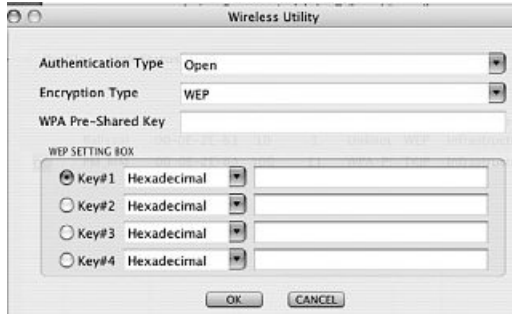 Wireless Utility
Authentication Type Open
Encryption Type WEP
WPA Pre-Shared Key
WEP SETTING BOX
Key#1 Hexadecimal
Key#2 Hexadecimal
Key#3 Hexadecimal
Key#4 Hexadecimal
OK CANCEL